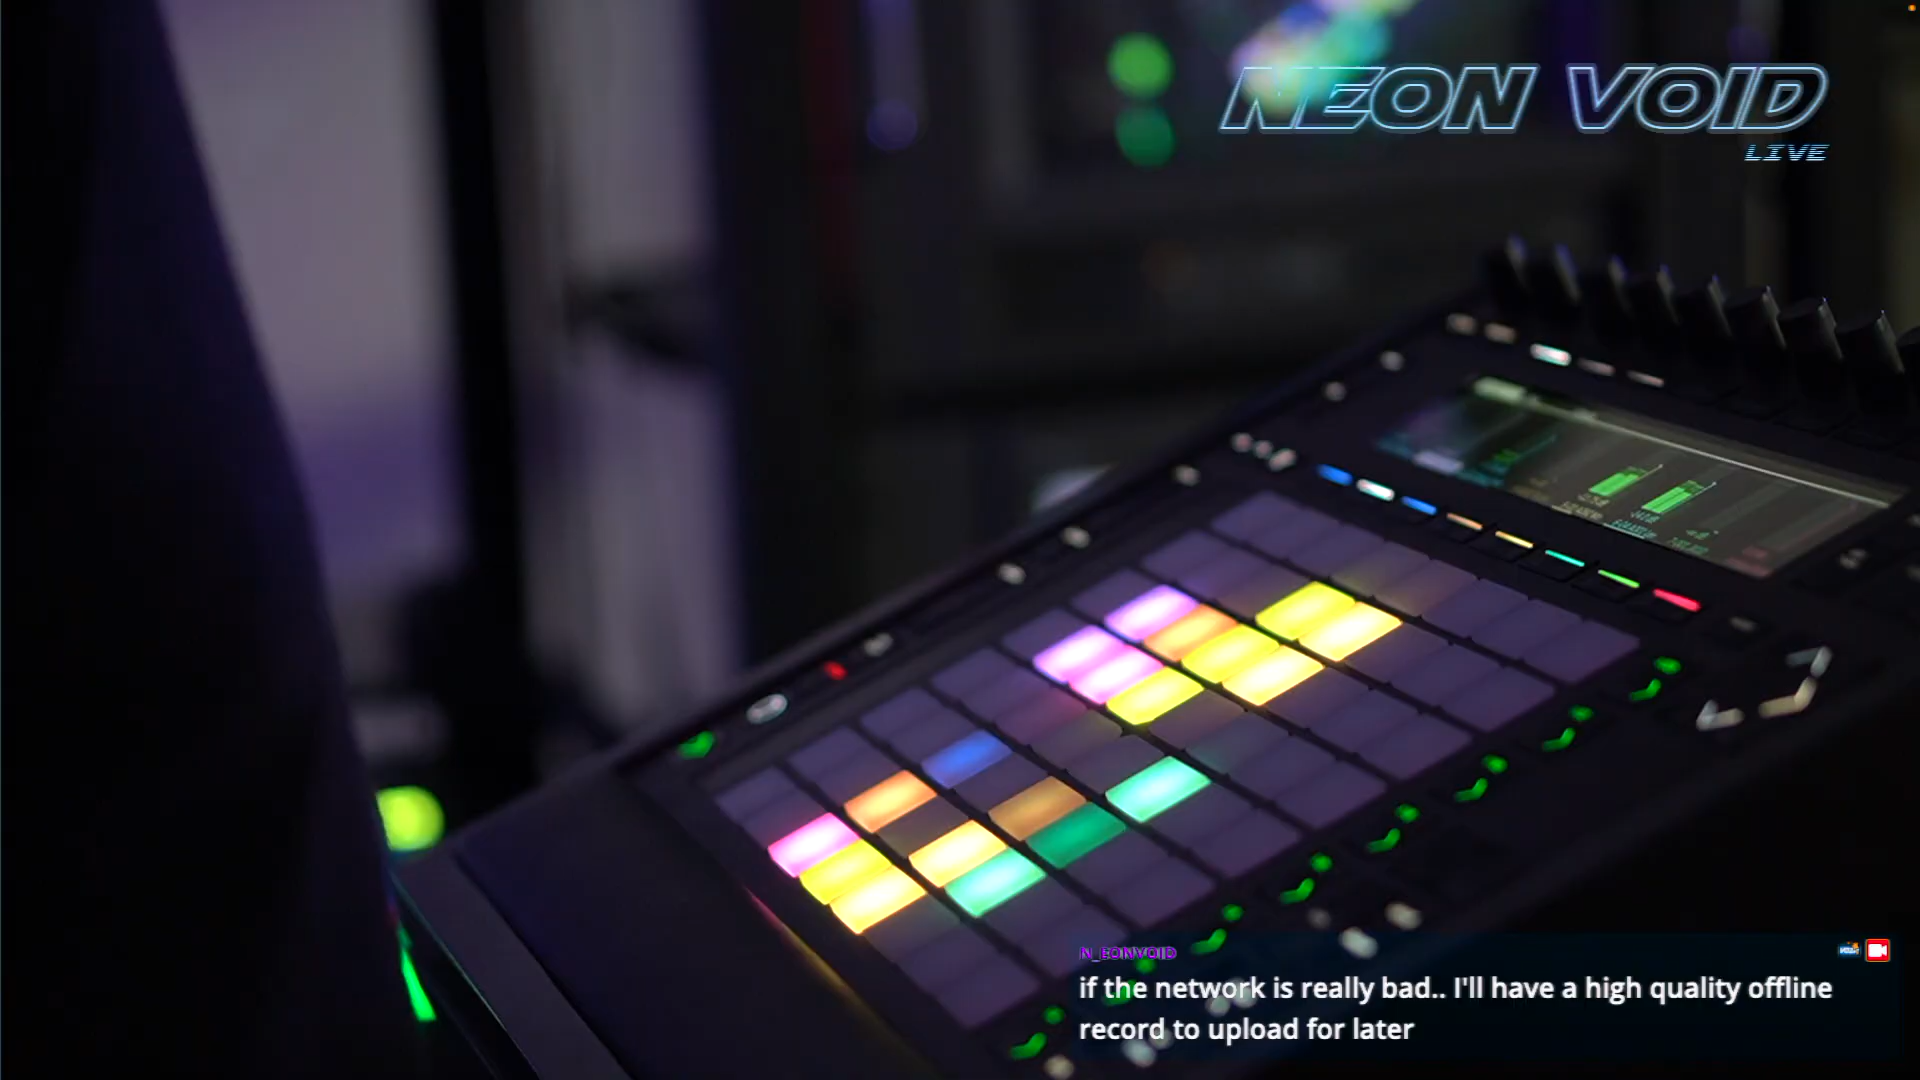 NEON VOID
LIVE
N_EONVOID
if the network is really bad.. I'll have a high quality offline
record to upload for later